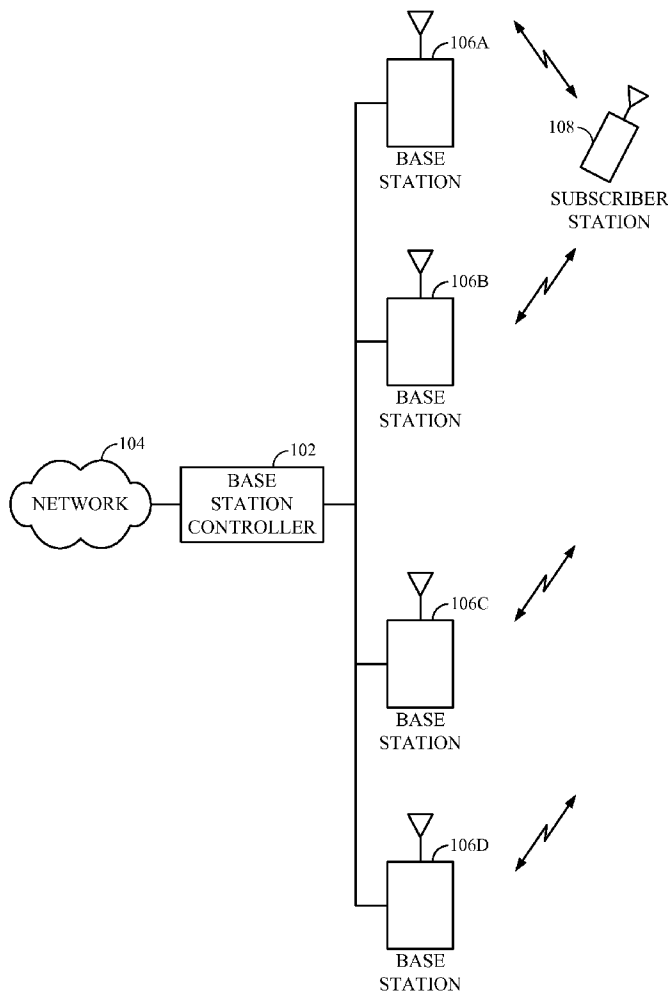 106A
BASE
STATION
108
SUBSCRIBER
STATION
106B
BASE
STATION
104
NETWORK
102
BASE
STATION
CONTROLLER
106C
BASE
STATION
106D
BASE
STATION